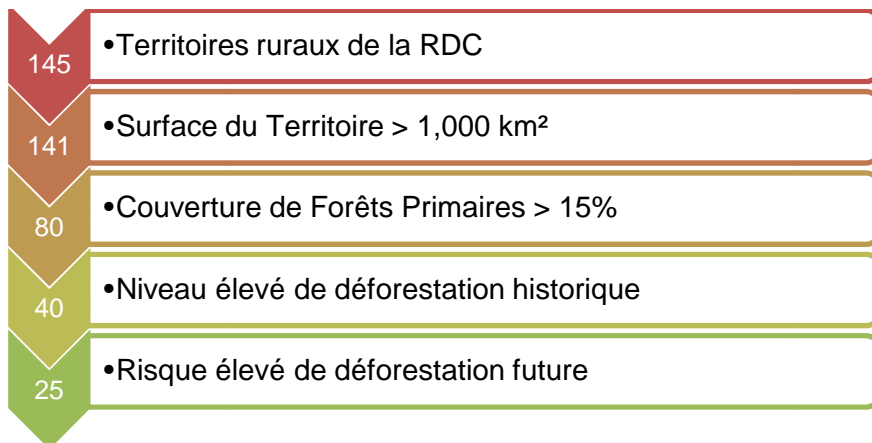 145
•Territoires ruraux de la RDC
141
•Surface du Territoire > 1,000 km²
80
•Couverture de Forêts Primaires > 15%
40
•Niveau élevé de déforestation historique
25
•Risque élevé de déforestation future